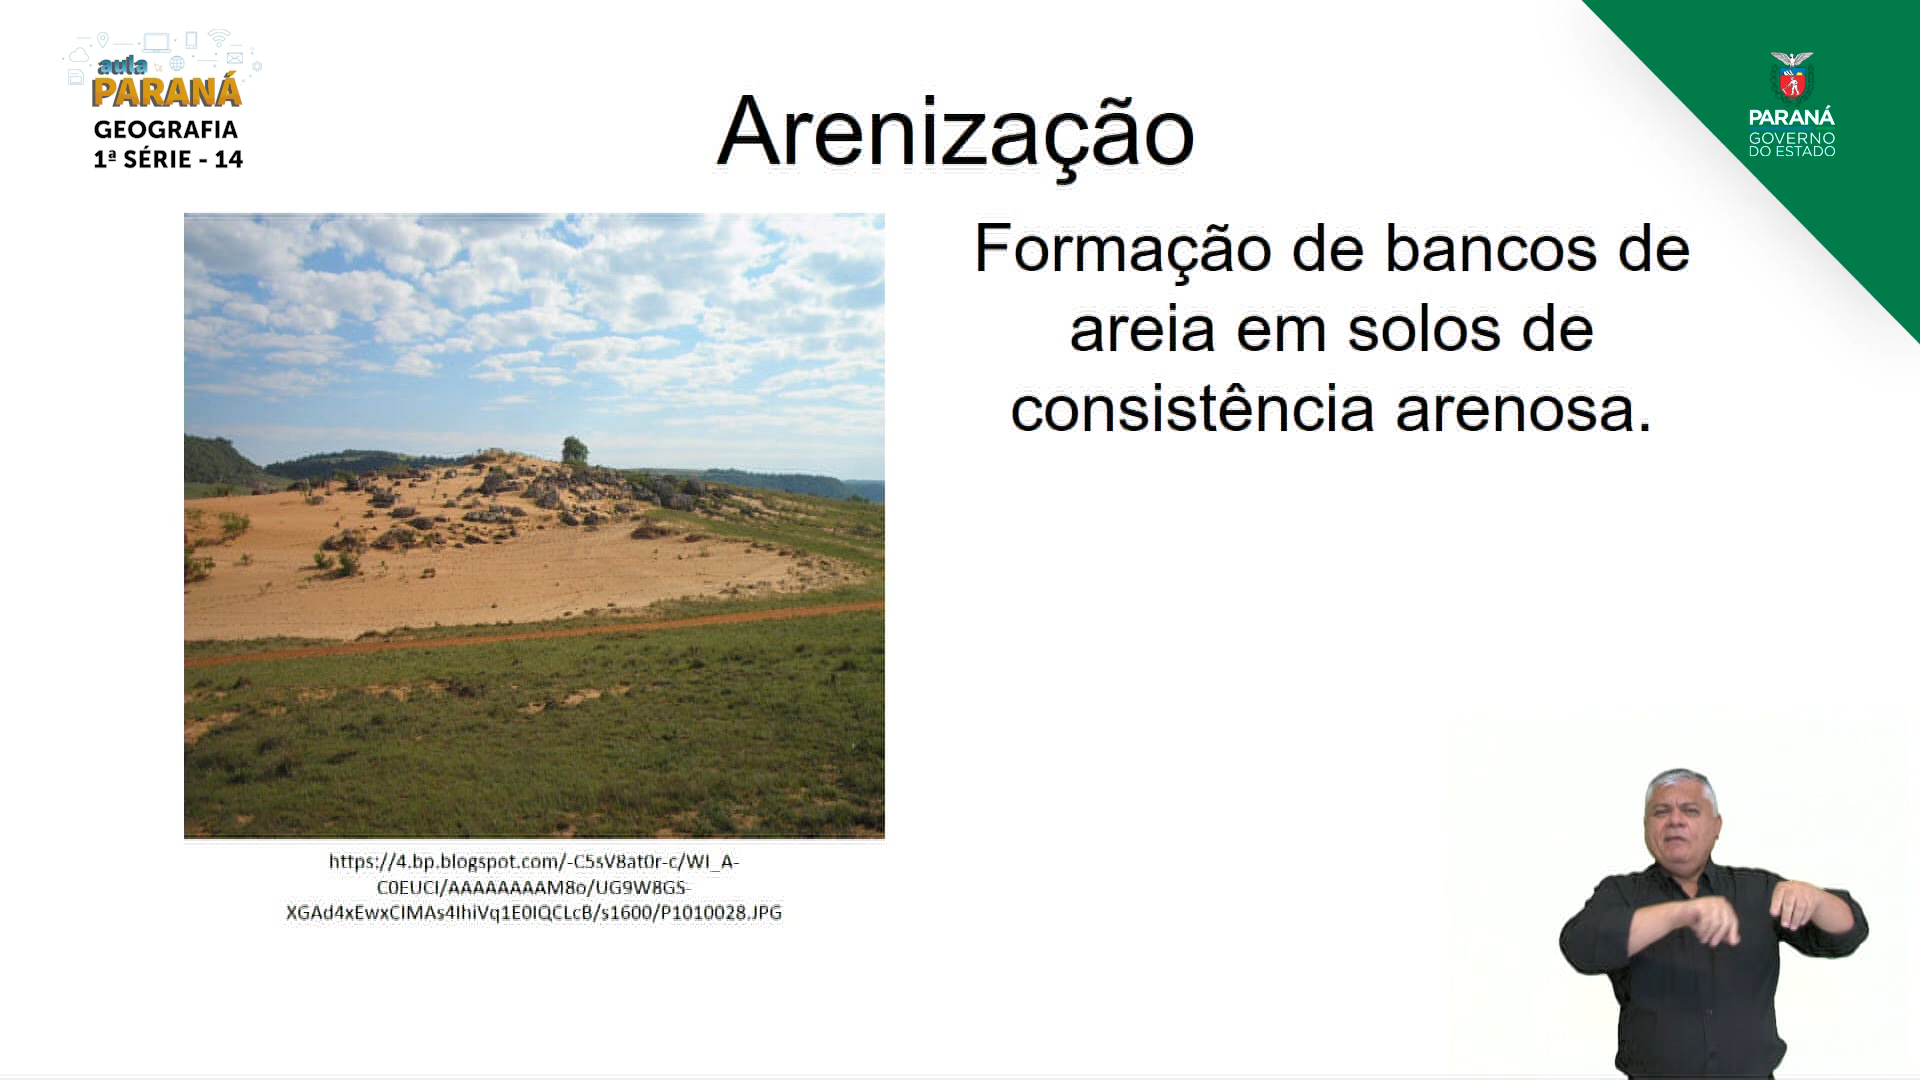 aula
PARANÁ
GEOGRAFIA
1ª SÉRIE - 14
PARANÁ
GOVERNO
DO ESTADO
Arenização
Formação de bancos de
areia em solos de
consistência arenosa.
https://4.bp.blogspot.com/-C5sV8at0r-c/WI_A-
C0EUCI/AAAAAAAAM8o/UG9W8GS-
XGAd4xEwxCIMAs4IhiVq1E0IQCLcB/s1600/P1010028.JPG